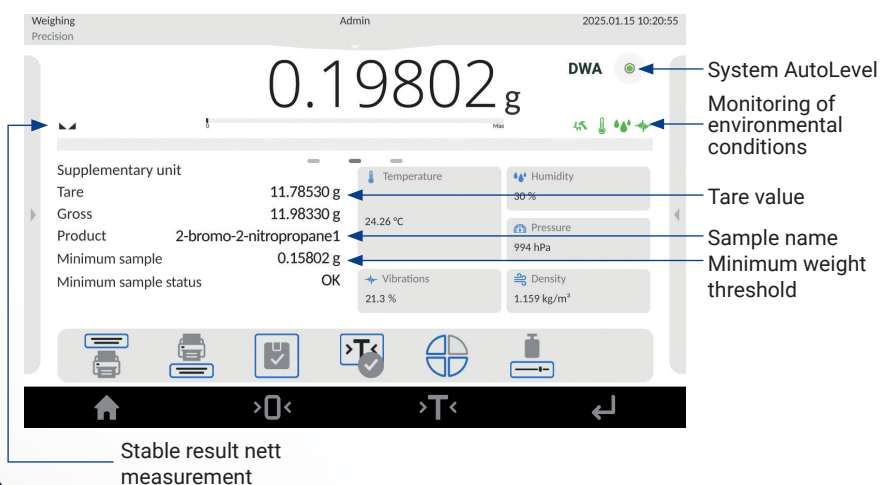 Weighing
Admin
2025.01.15 10:20:55
Precision
0.19802 g
DWA
System AutoLevel
0
Max
Monitoring of
environmental
conditions
Supplementary unit
Tare
11.78530 g
Gross
11.98330 g
Product
2-bromo-2-nitropropane1
Minimum sample
0.15802 g
Minimum sample status
OK
Temperature
24.26 °C
Humidity
30 %
Pressure
994 hPa
Vibrations
21.3 %
Density
1.159 kg/m³
Tare value
Sample name
Minimum weight
threshold
>T<
>0<
>T<
Stable result nett
measurement